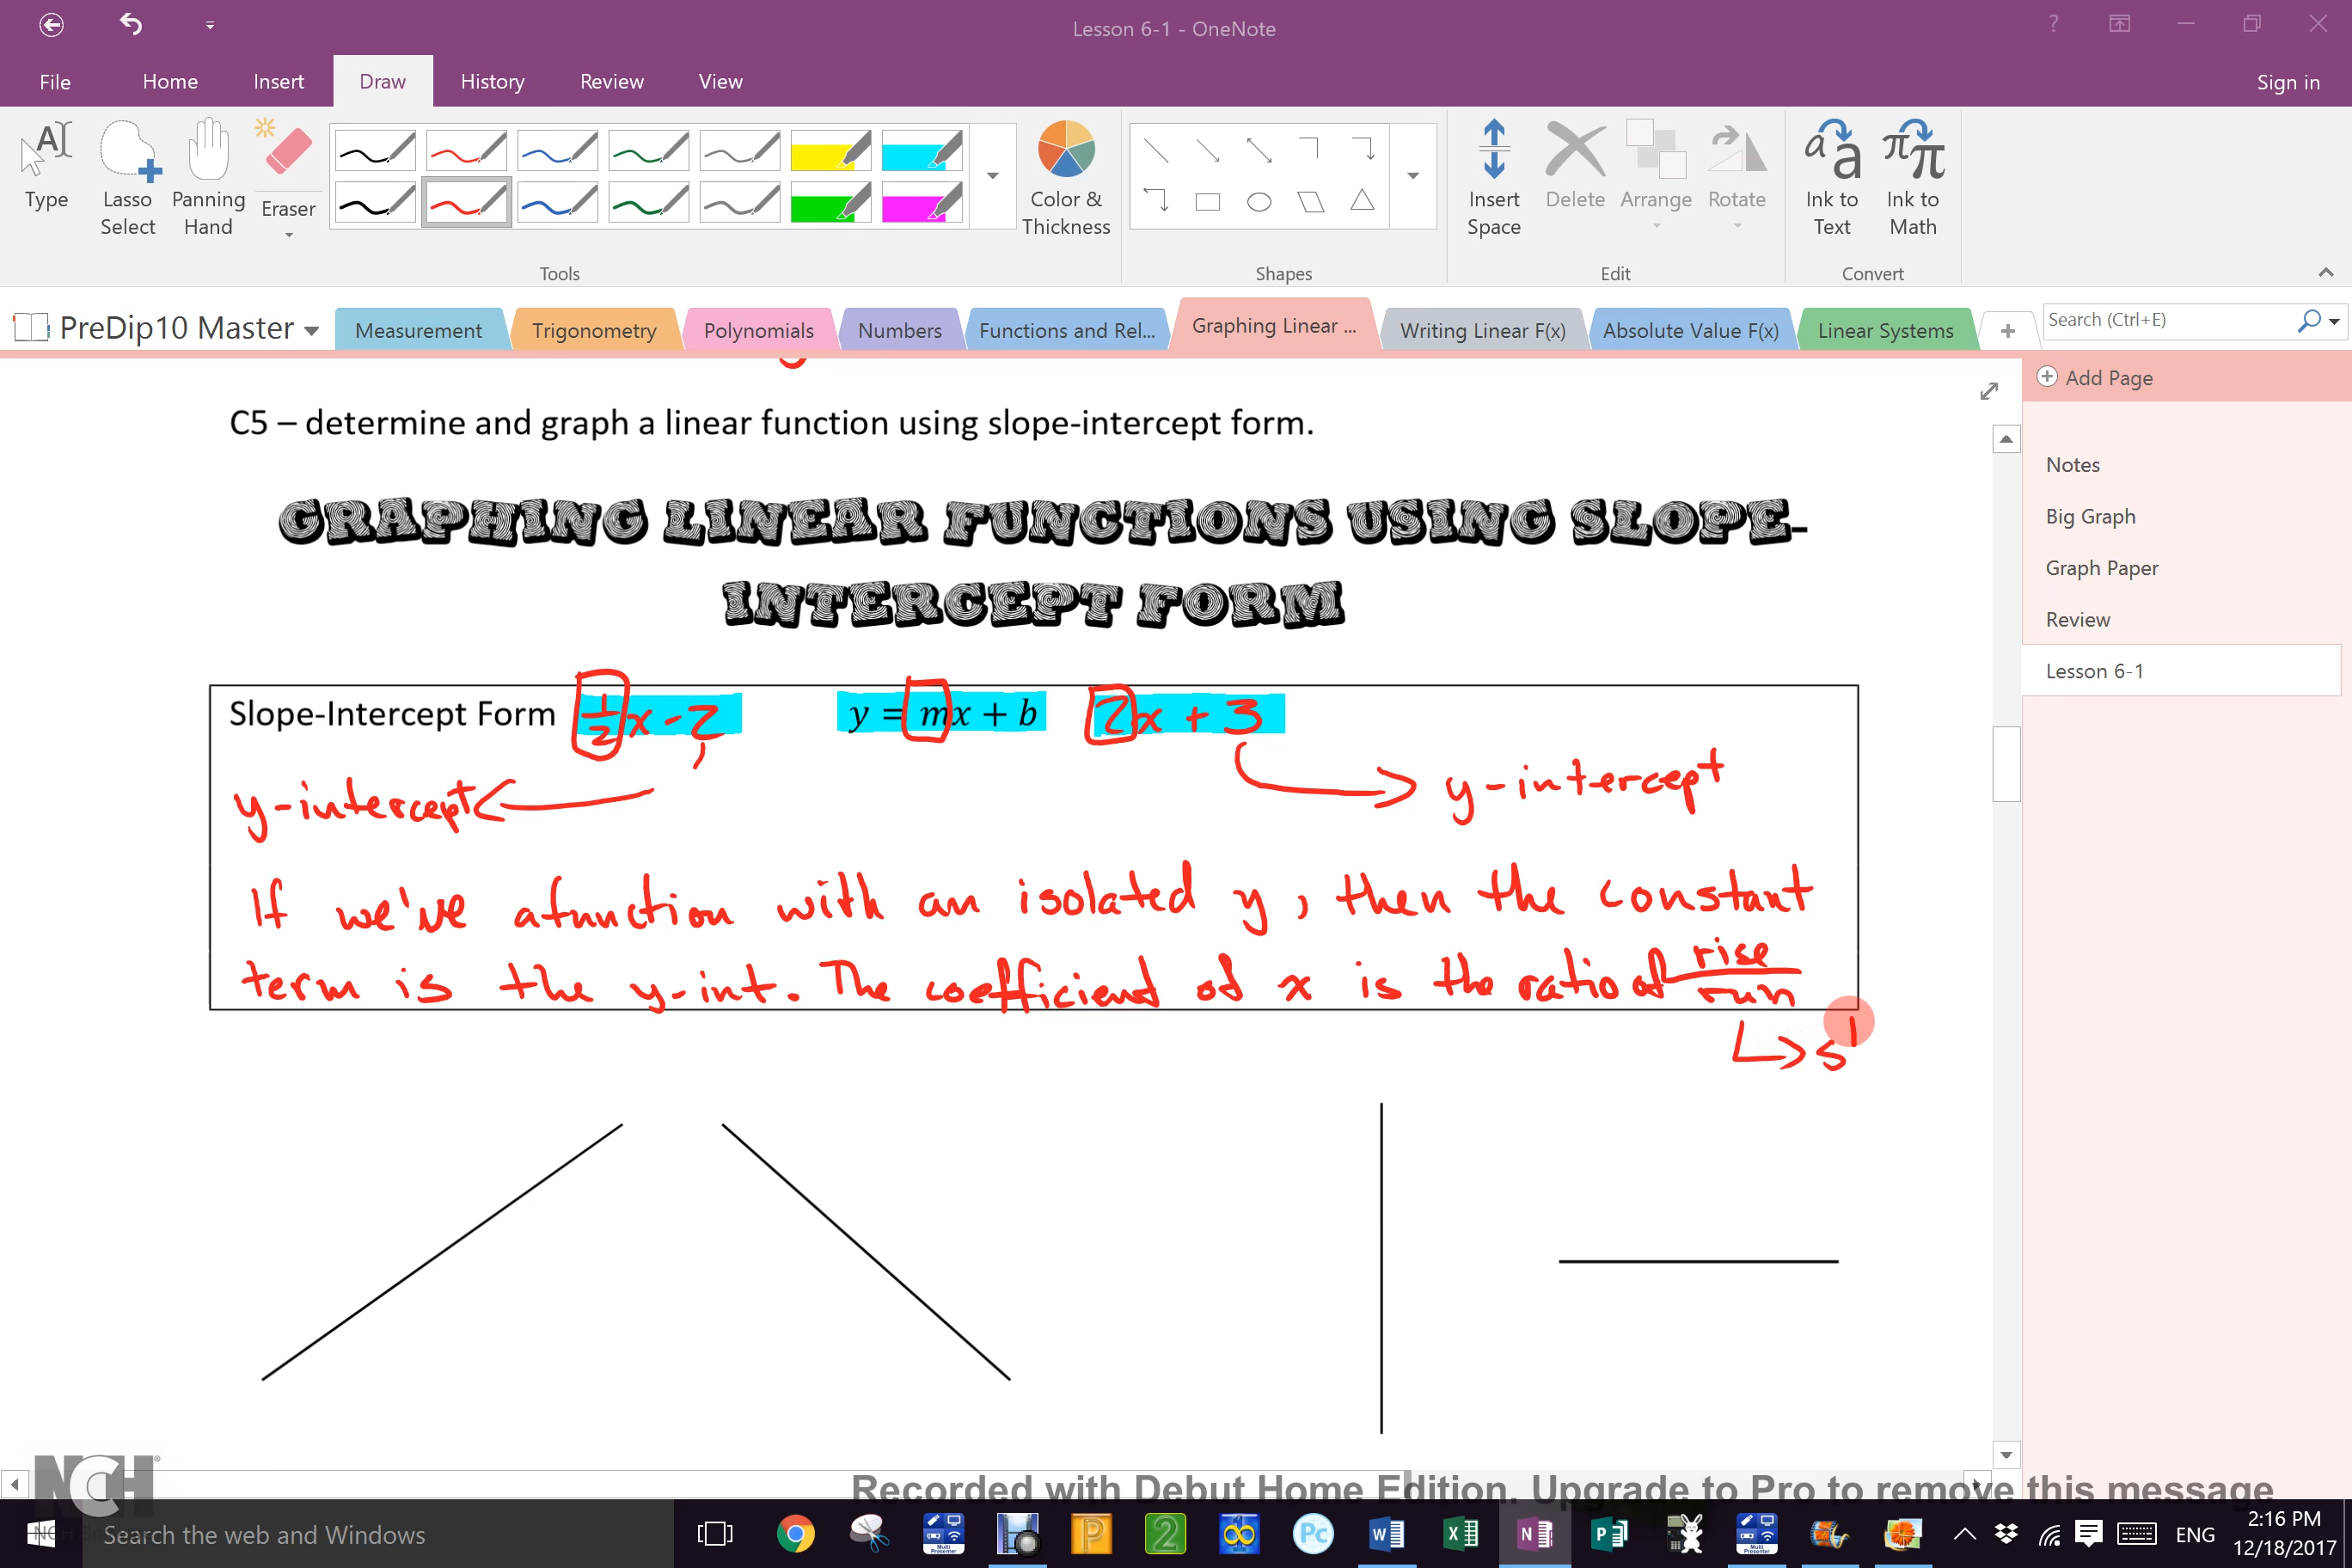 Lesson 6-1 - OneNote
?
File Home Insert Draw History Review View Sign in
Type Lasso Select Panning Hand Eraser Color & Thickness Insert Space Delete Arrange Rotate Ink to Text Ink to Math
Tools Shapes Edit Convert
PreDip10 Master Measurement Trigonometry Polynomials Numbers Functions and Rel... Graphing Linear ... Writing Linear F(x) Absolute Value F(x) Linear Systems + Search (Ctrl+E)
Add Page
Notes
Big Graph
Graph Paper
Review
Lesson 6-1
C5 – determine and graph a linear function using slope-intercept form.
GRAPHING LINEAR FUNCTIONS USING SLOPE-
INTERCEPT FORM
Slope-Intercept Form 1/2 x - 2 y = mx + b 2x + 3
y-intercept y-intercept
If we've a function with an isolated y, then the constant
term is the y-int. The coefficient of x is the ratio of rise/run
s
NCH
Recorded with Debut Home Edition. Upgrade to Pro to remove this message
Search the web and Windows
ENG
2:16 PM
12/18/2017